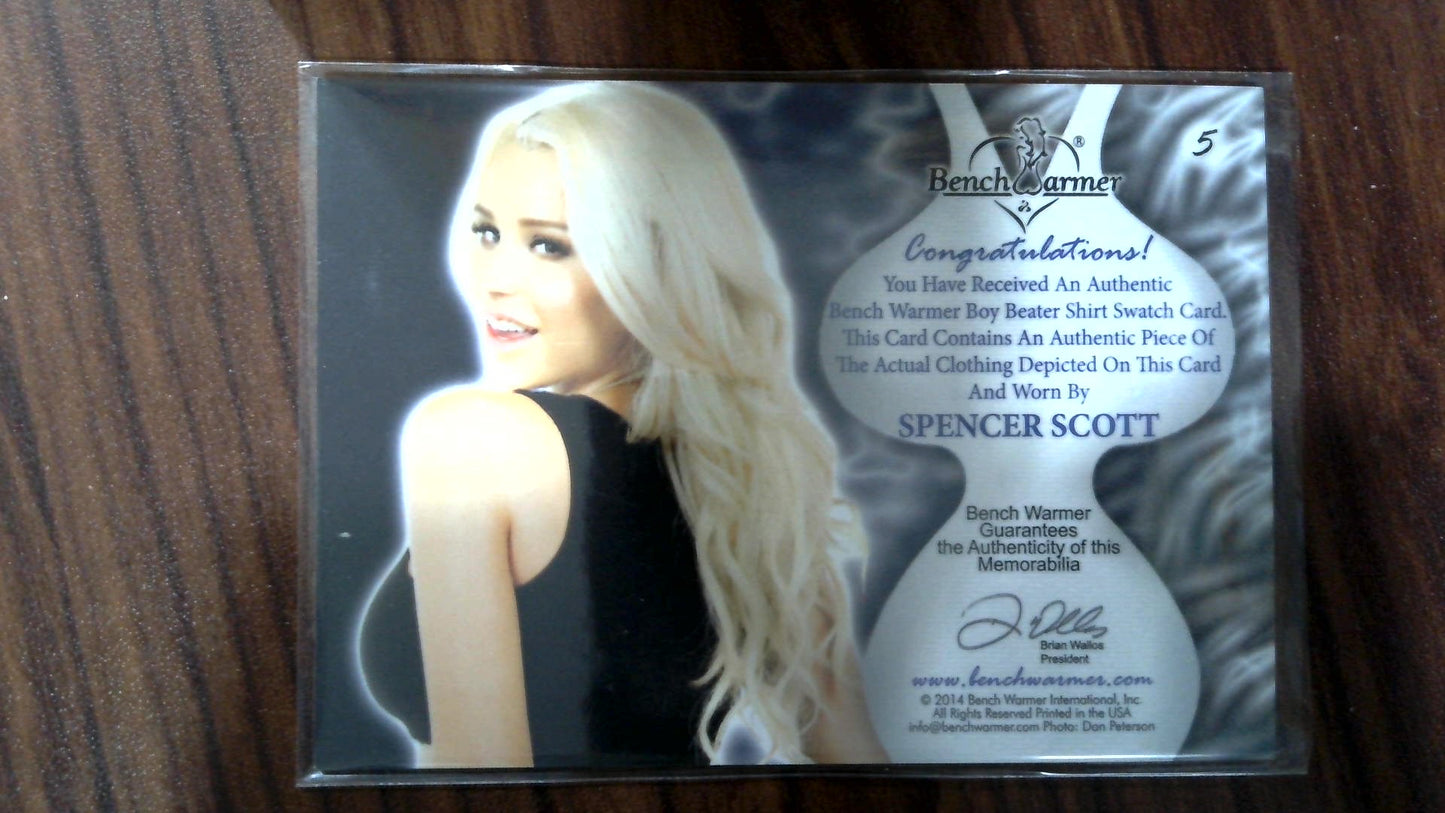 5
Bench Warmer ®
Congratulations!
You Have Received An Authentic
Bench Warmer Boy Beater Shirt Swatch Card.
This Card Contains An Authentic Piece Of
The Actual Clothing Depicted On This Card
And Worn By
SPENCER SCOTT
Bench Warmer
Guarantees
the Authenticity of this
Memorabilia
Brian Wallos
President
www.benchwarmer.com
© 2014 Bench Warmer International, Inc.
All Rights Reserved Printed in the USA
info@benchwarmer.com Photo: Dan Peterson